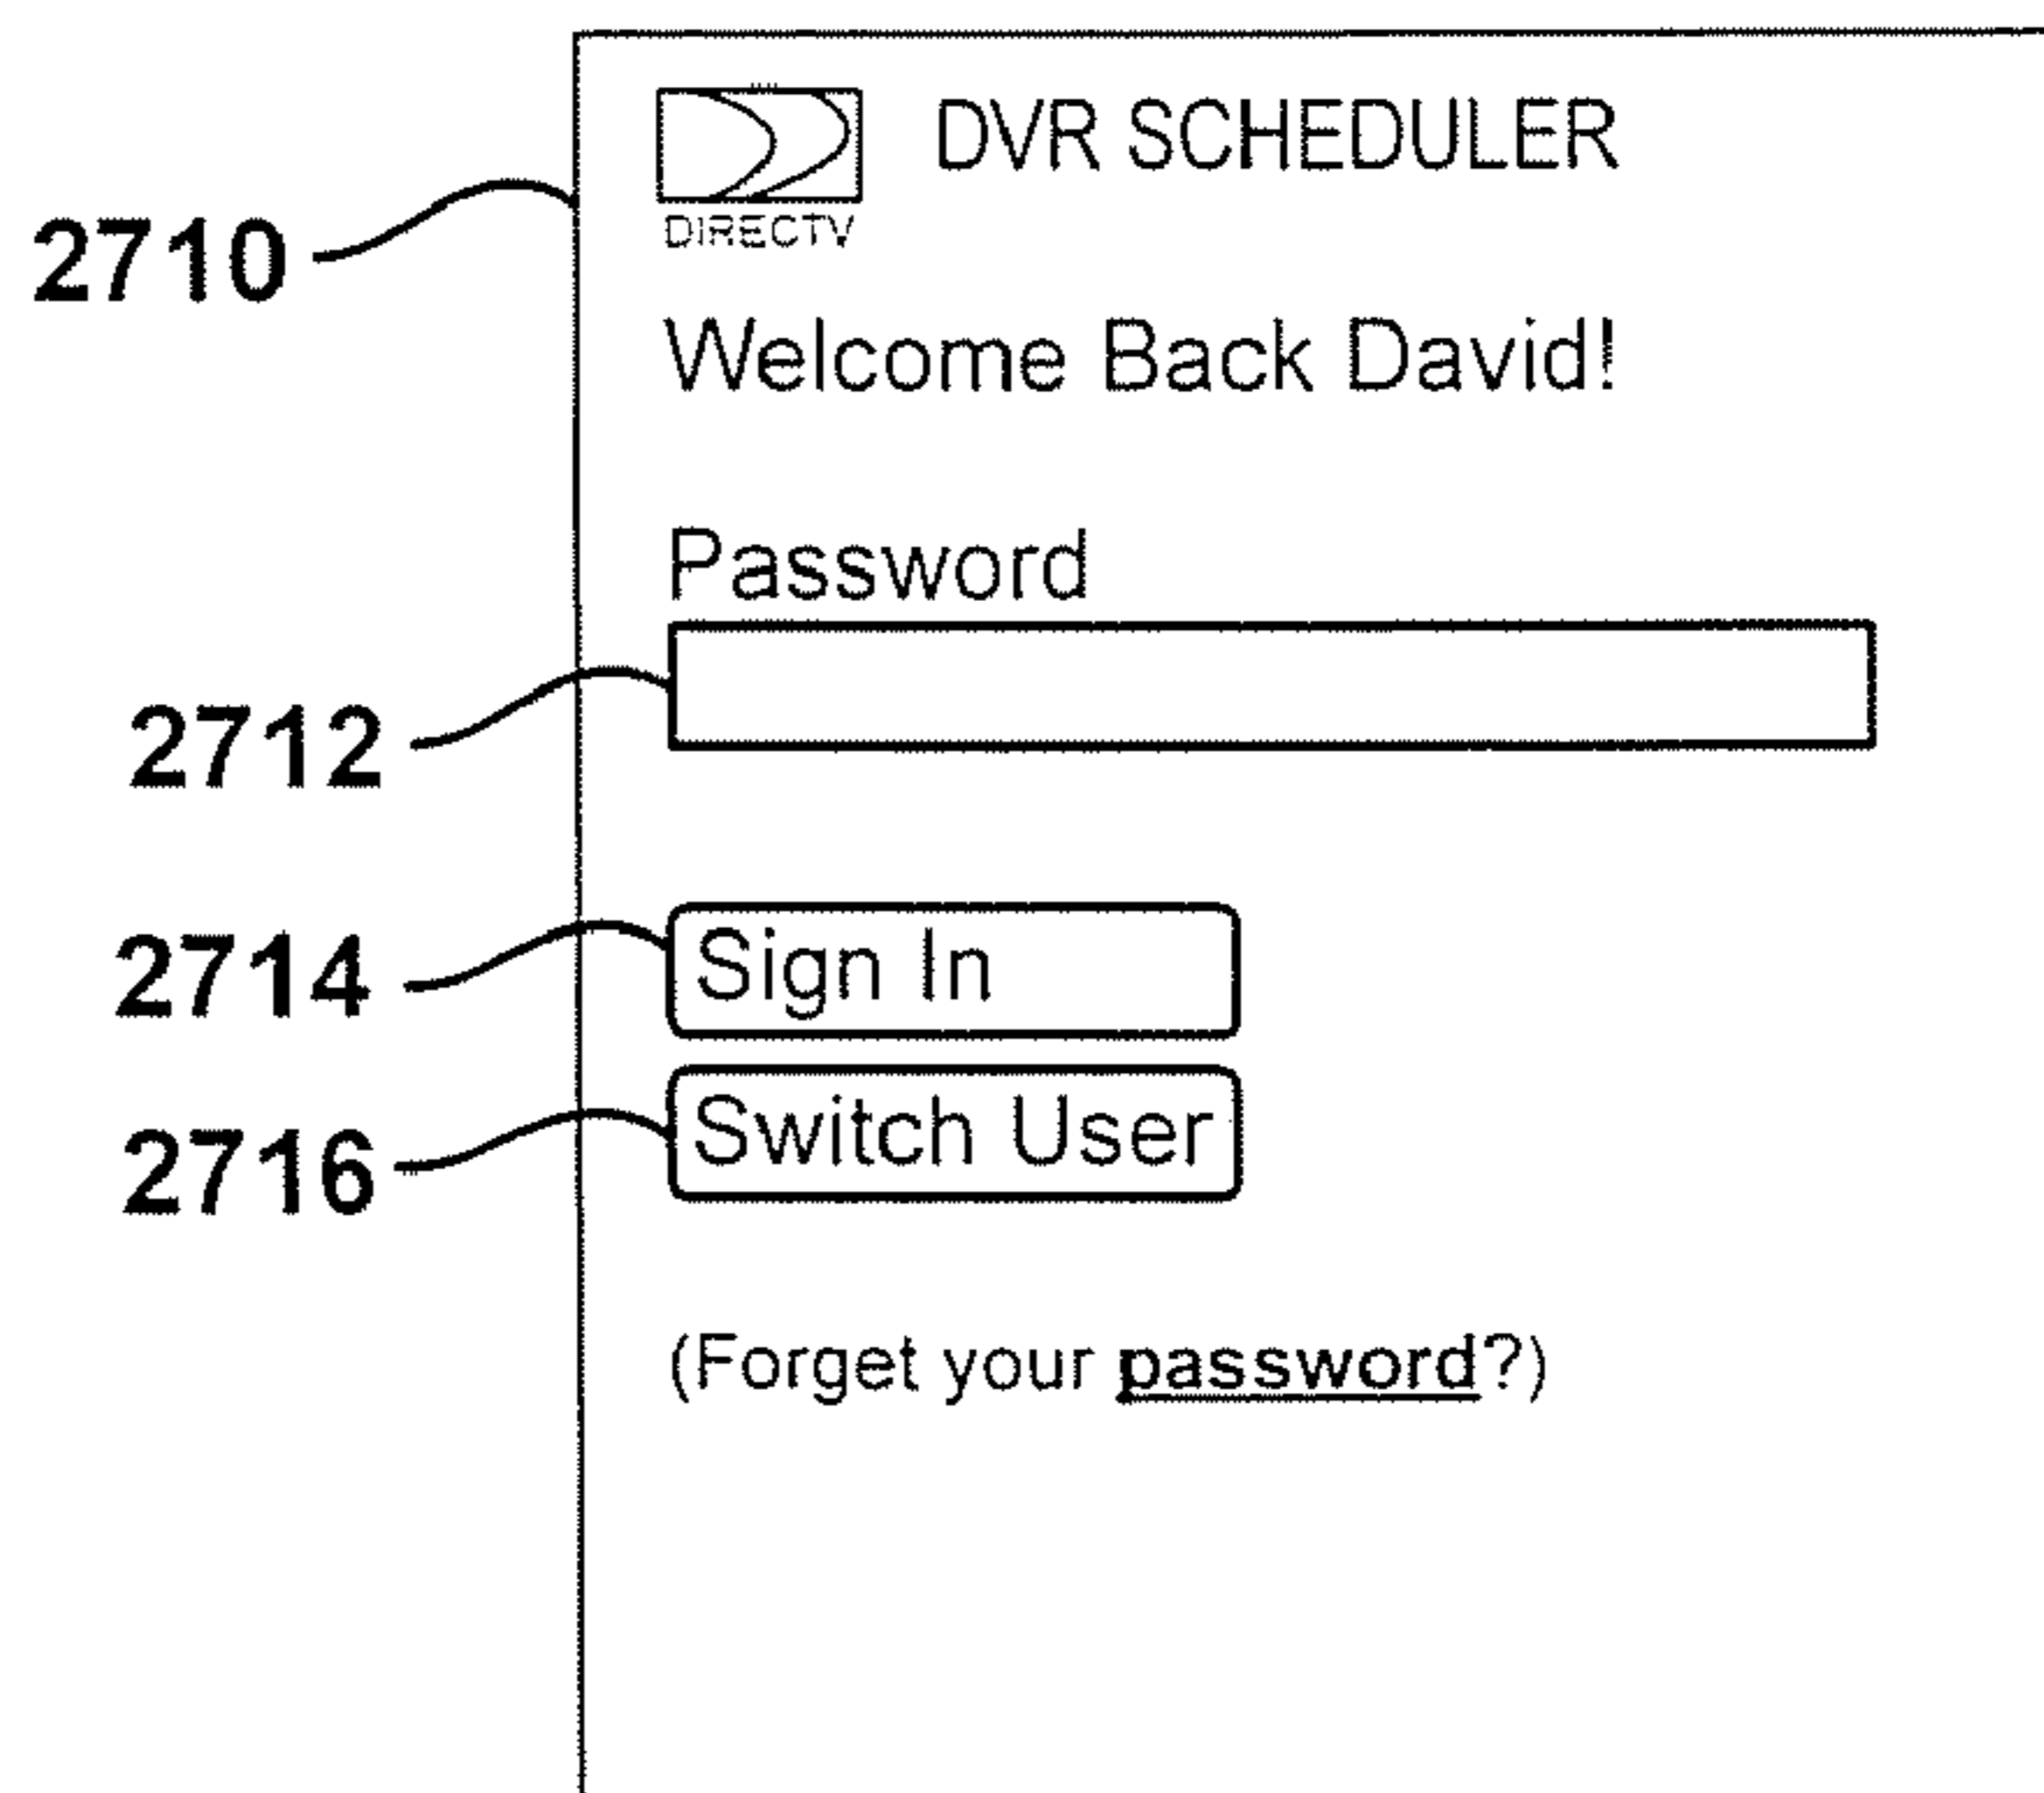 DVR SCHEDULER
DIRECTV
2710
Welcome Back David!
Password
2712
2714
Sign In
Switch User
2716
(Forget your password?)